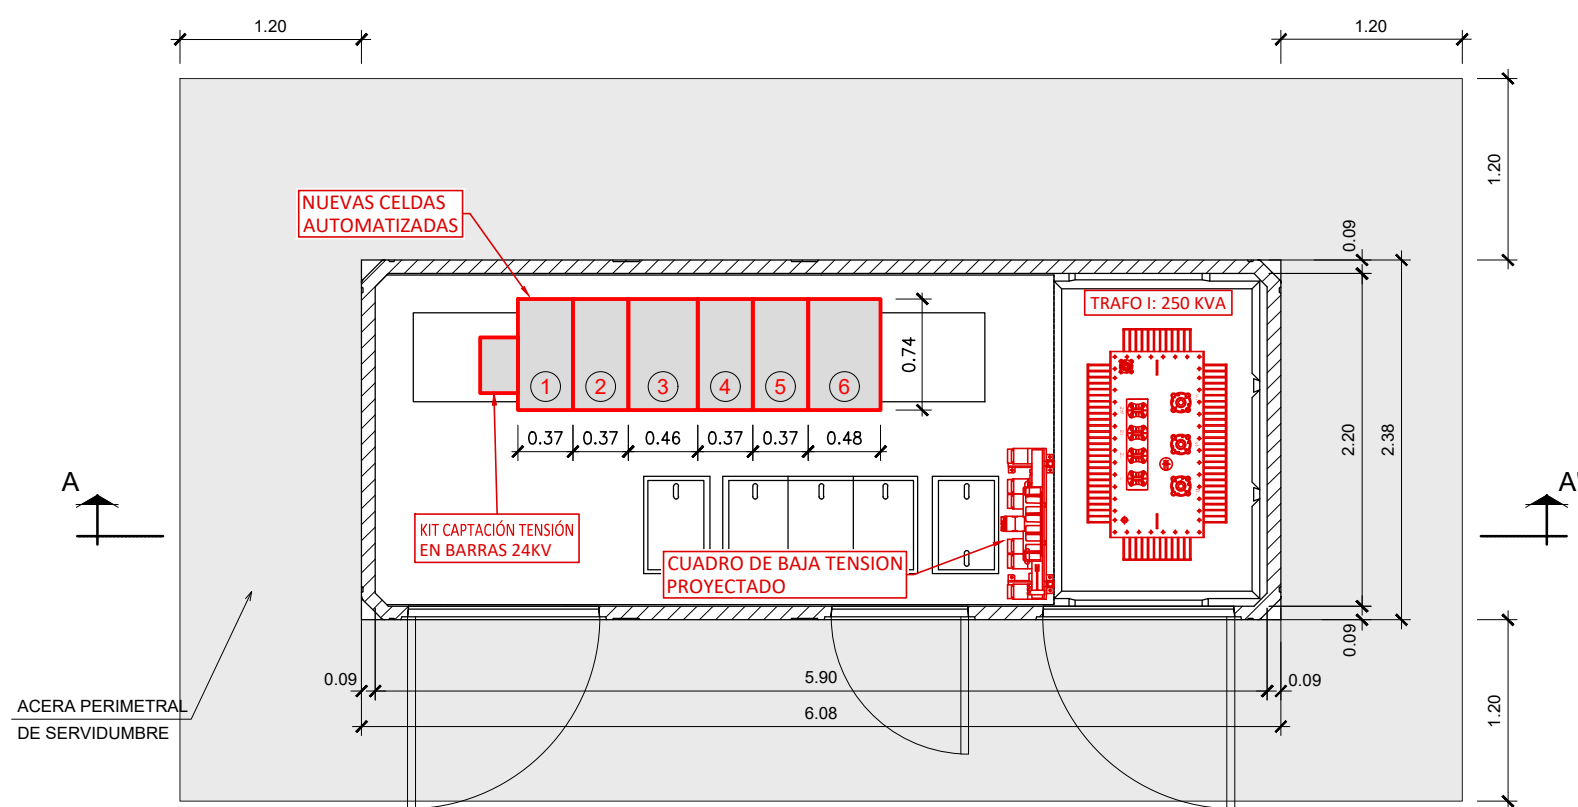 1.20
1.20
1.20
NUEVAS CELDAS
AUTOMATIZADAS
0.09
TRAFO I: 250 KVA
0.74
1
2
3
4
5
6
0.37
0.37
0.46
0.37
0.37
0.48
2.20
2.38
A
A'
KIT CAPTACIÓN TENSIÓN
EN BARRAS 24KV
CUADRO DE BAJA TENSION
PROYECTADO
0.09
0.09
5.90
0.09
6.08
1.20
ACERA PERIMETRAL
DE SERVIDUMBRE